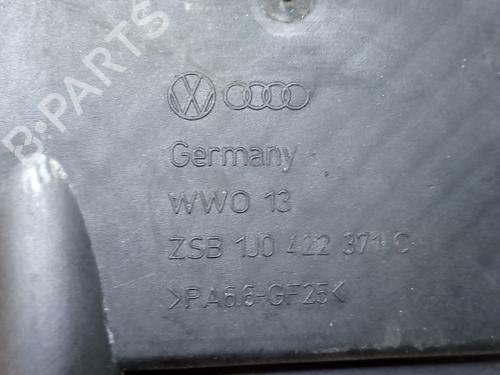 B-PARTS
Germany
WWO 13
ZSB 1J0 422 371 C
>PA6.6-GF25<